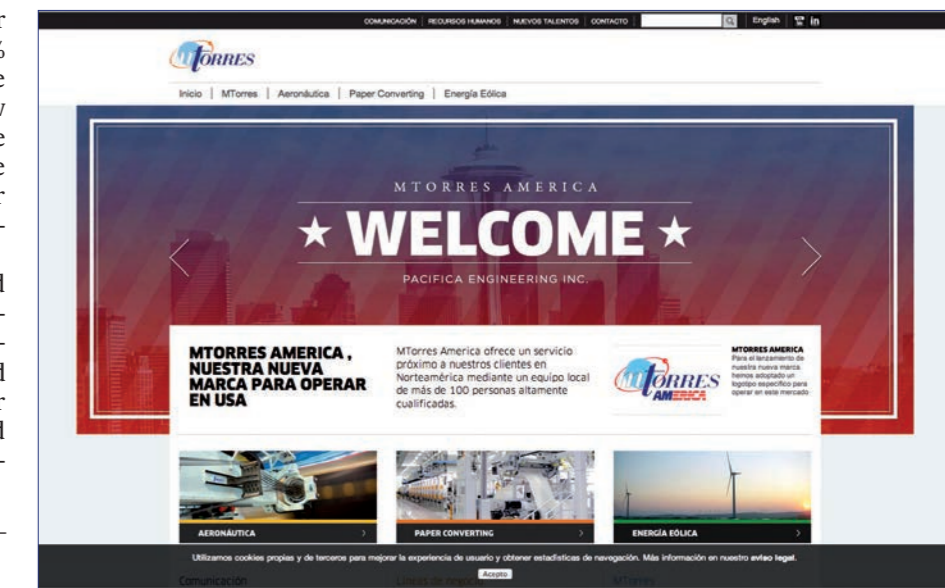 COMUNICACIÓN | RECURSOS HUMANOS | NUEVOS TALENTOS | CONTACTO | English in
MTORRES
Inicio | MTorres | Aeronáutica | Paper Converting | Energía Eólica
MTORRES AMERICA
★ WELCOME ★
PACIFICA ENGINEERING INC.
MTORRES AMERICA ,
NUESTRA NUEVA
MARCA PARA OPERAR
EN USA
MTorres America ofrece un servicio
próximo a nuestros clientes en
Norteamérica mediante un equipo local
de más de 100 personas altamente
cualificadas.
MTORRES
AMERICA
MTORRES AMERICA
Para el lanzamiento de
nuestra nueva marca
hemos adoptado un
logotipo específico para
operar en este mercado
AERONÁUTICA
PAPER CONVERTING
ENERGÍA EÓLICA
Utilizamos cookies propias y de terceros para mejorar la experiencia de usuario y obtener estadísticas de navegación. Más información en nuestro aviso legal.
Acepto
Comunicación
Líneas de negocio
MTorres